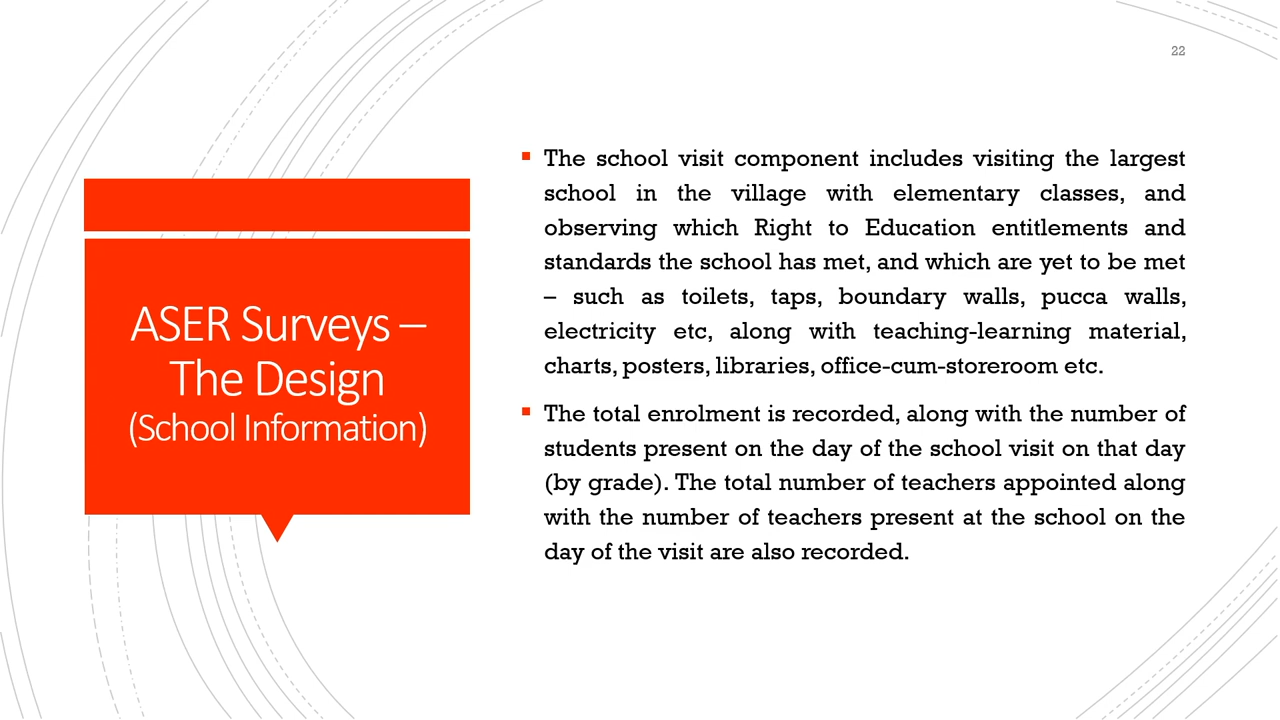 22
ASER Surveys –
The Design
(School Information)
The school visit component includes visiting the largest
school in the village with elementary classes, and
observing which Right to Education entitlements and
standards the school has met, and which are yet to be met
– such as toilets, taps, boundary walls, pucca walls,
electricity etc, along with teaching-learning material,
charts, posters, libraries, office-cum-storeroom etc.
The total enrolment is recorded, along with the number of
students present on the day of the school visit on that day
(by grade). The total number of teachers appointed along
with the number of teachers present at the school on the
day of the visit are also recorded.